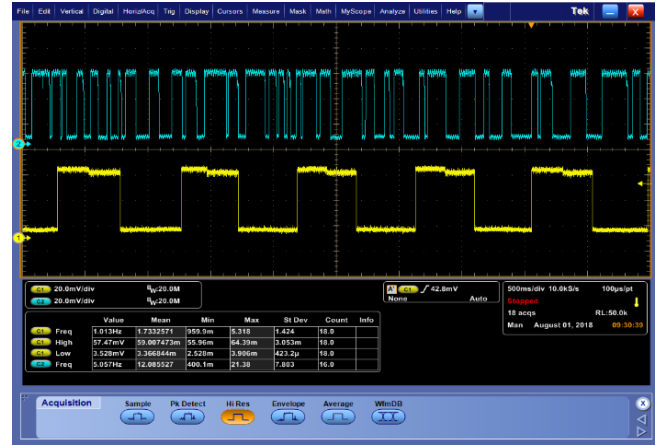 File Edit Vertical Digital Horiz/Acq Trig Display Cursors Measure Mask Math MyScope Analyze Utilities Help Tek X
2
1
C1 20.0mV/div BW:20.0M
C2 20.0mV/div BW:20.0M
A' C1 42.8mV
None Auto
500ms/div 10.0kS/s 100µs/pt
Stopped
18 acqs RL:50.0k
Man August 01, 2018 09:30:39
Value Mean Min Max St Dev Count Info
C1 Freq 1.013Hz 1.7332571 959.9m 5.318 1.424 18.0
C1 High 57.47mV 59.007473m 55.96m 64.39m 3.053m 18.0
C1 Low 3.528mV 3.366844m 2.528m 3.906m 423.2µ 18.0
C2 Freq 5.057Hz 12.085527 400.1m 21.38 7.803 16.0
Acquisition Sample Pk Detect Hi Res Envelope Average WfmDB X